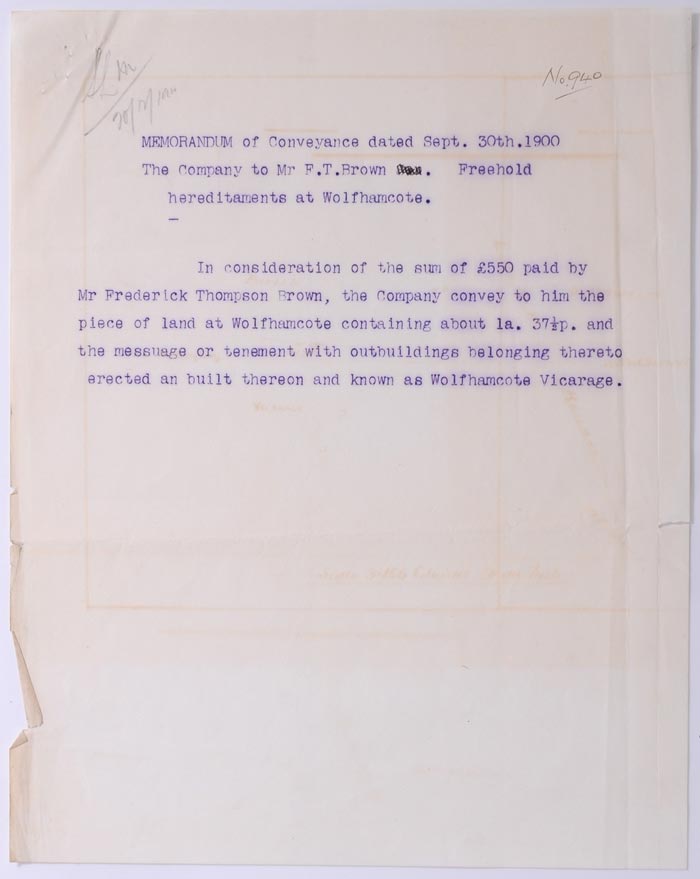 No. 940
MEMORANDUM of Conveyance dated Sept. 30th.1900
The Company to Mr F.T.Brown . Freehold
hereditaments at Wolfhamcote.
In consideration of the sum of £550 paid by
Mr Frederick Thompson Brown, the Company convey to him the
piece of land at Wolfhamcote containing about 1a. 37½p. and
the messuage or tenement with outbuildings belonging thereto
erected an built thereon and known as Wolfhamcote Vicarage.